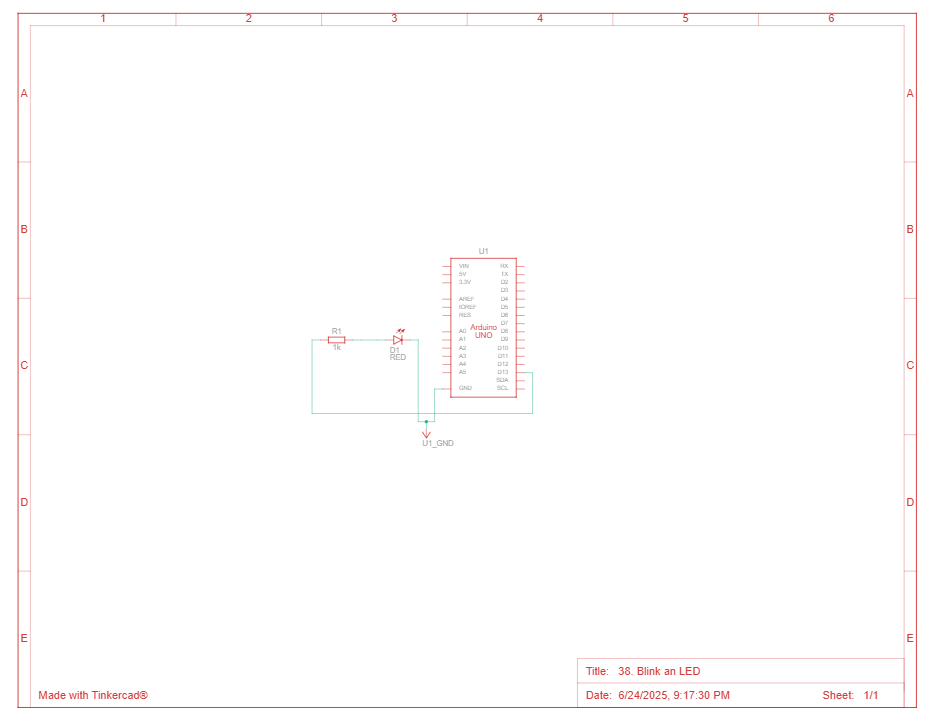 1 2 3 4 5 6
A A
B B
C C
D D
E E
U1
VIN RX
5V TX
3.3V D2
D3
AREF D4
IOREF D5
RES D6
D7
A0 D8
A1 D9
A2 D10
A3 D11
A4 D12
A5 D13
SDA
GND SCL
Arduino
UNO
R1
1k
D1
RED
U1_GND
Title: 38. Blink an LED
Made with Tinkercad®
Date: 6/24/2025, 9:17:30 PM Sheet: 1/1